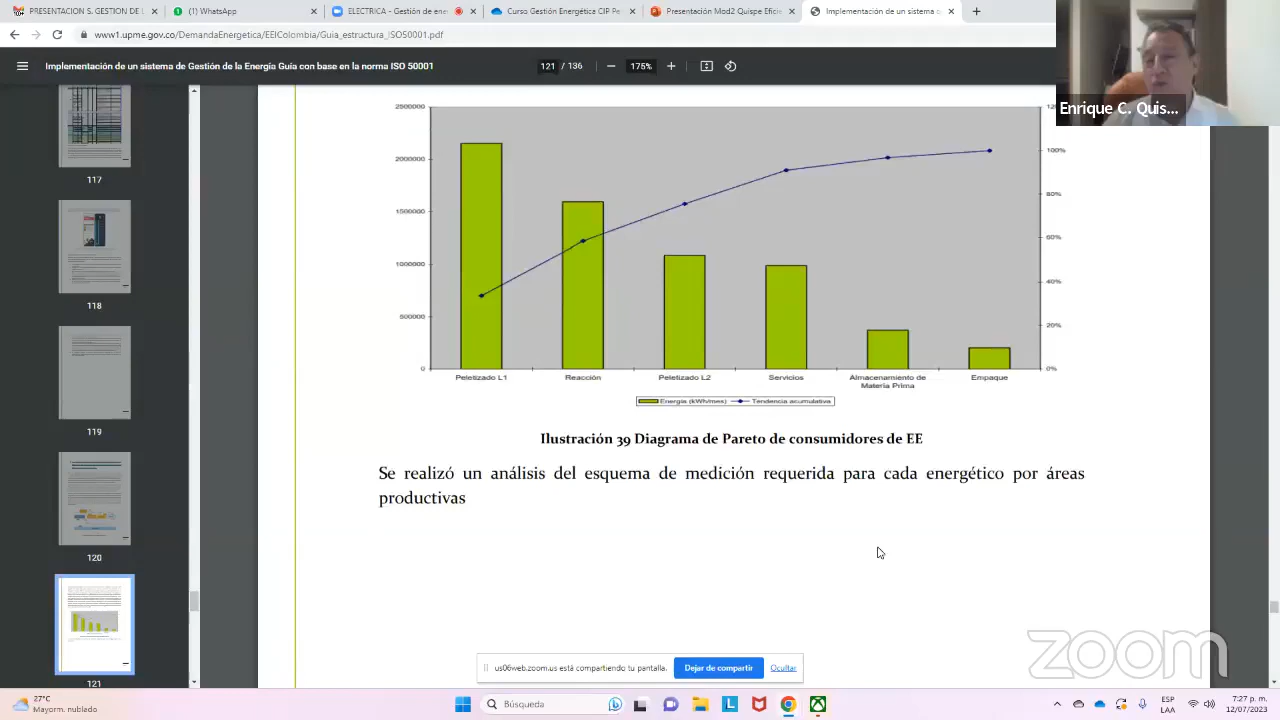 PRESENTACION S. GESTION DE I
(1) WhatsApp
ELECTRICA - Gestión de ene
Curso Gestión Energética CIP Pe
Presentación Mod2-Quispe Eficie
Implementación de un sistema d
www1.upme.gov.co/DemandaEnergetica/EEIColombia/Guia_estructura_ISO50001.pdf
Implementación de un sistema de Gestión de la Energía Guía con base en la norma ISO 50001
121 / 136
175%
Enrique C. Quis...
117
118
119
120
121
2500000
2000000
1500000
1000000
500000
0
100%
80%
60%
40%
20%
0%
Peletizado L1
Reacción
Peletizado L2
Servicios
Almacenamiento de
Materia Prima
Empaque
Energía (kWh/mes)
Tendencia acumulativa
Ilustración 39 Diagrama de Pareto de consumidores de EE
Se realizó un análisis del esquema de medición requerida para cada energético por áreas
productivas
zoom
us06web.zoom.us está compartiendo tu pantalla.
Dejar de compartir
Ocultar
27°C
Mayorm. nublado
Búsqueda
ESP
LAA
7:27 p. m.
12/07/2023